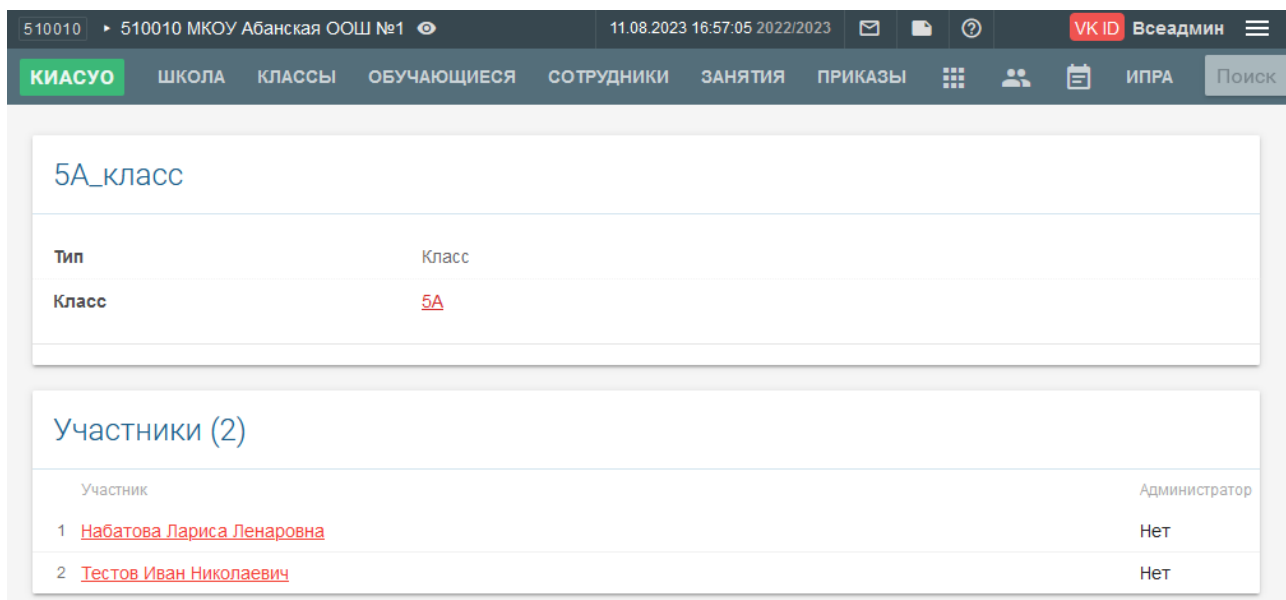 510010 ‣ 510010 МКОУ Абанская ООШ №1 11.08.2023 16:57:05 2022/2023 VK ID Всеадмин
КИАСУО ШКОЛА КЛАССЫ ОБУЧАЮЩИЕСЯ СОТРУДНИКИ ЗАНЯТИЯ ПРИКАЗЫ ИПРА Поиск
5А_класс
Тип Класс
Класс 5А
Участники (2)
Участник Администратор
1 Набатова Лариса Ленаровна Нет
2 Тестов Иван Николаевич Нет